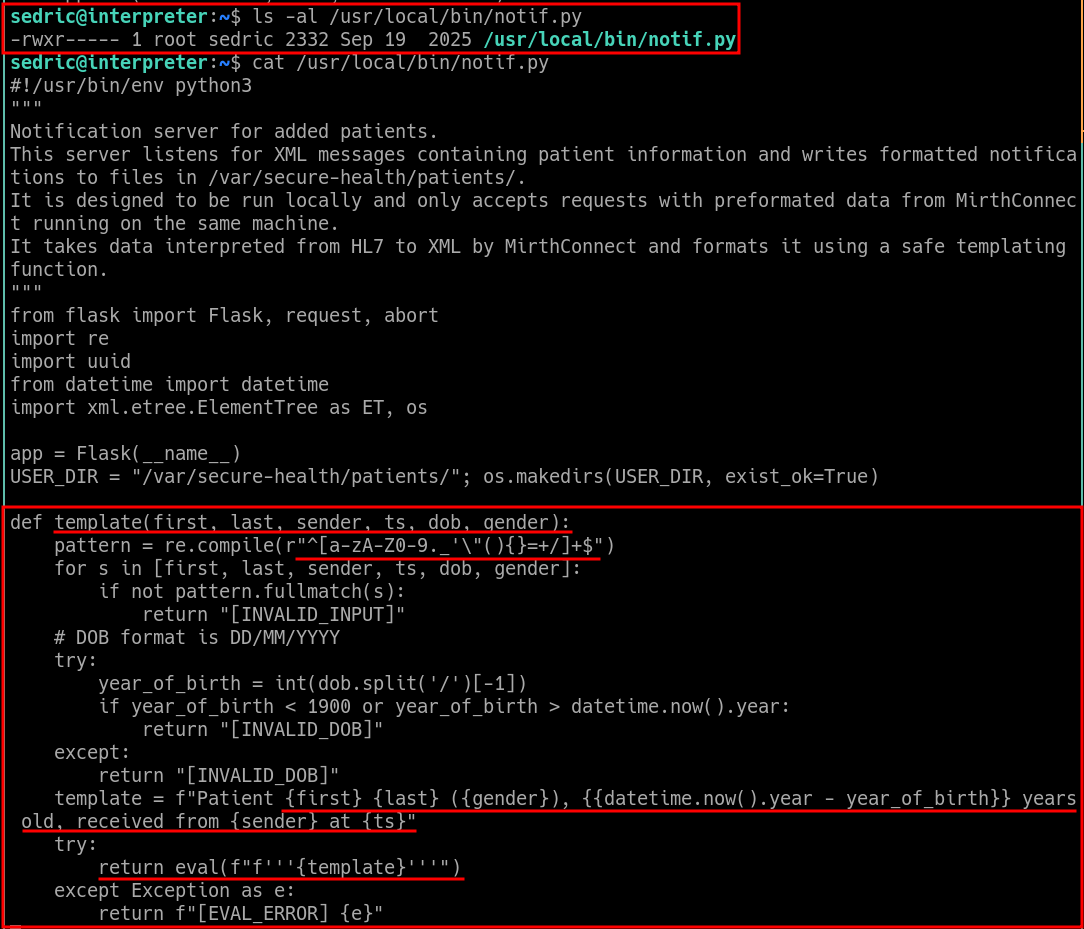 sedric@interpreter:~$ ls -al /usr/local/bin/notif.py
-rwxr----- 1 root sedric 2332 Sep 19  2025 /usr/local/bin/notif.py
sedric@interpreter:~$ cat /usr/local/bin/notif.py
#!/usr/bin/env python3
"""
Notification server for added patients.
This server listens for XML messages containing patient information and writes formatted notifica
tions to files in /var/secure-health/patients/.
It is designed to be run locally and only accepts requests with preformated data from MirthConnec
t running on the same machine.
It takes data interpreted from HL7 to XML by MirthConnect and formats it using a safe templating
function.
"""
from flask import Flask, request, abort
import re
import uuid
from datetime import datetime
import xml.etree.ElementTree as ET, os

app = Flask(__name__)
USER_DIR = "/var/secure-health/patients/"; os.makedirs(USER_DIR, exist_ok=True)

def template(first, last, sender, ts, dob, gender):
    pattern = re.compile(r"^[a-zA-Z0-9._'\"(){}=+/]+$")
    for s in [first, last, sender, ts, dob, gender]:
        if not pattern.fullmatch(s):
            return "[INVALID_INPUT]"
    # DOB format is DD/MM/YYYY
    try:
        year_of_birth = int(dob.split('/')[-1])
        if year_of_birth < 1900 or year_of_birth > datetime.now().year:
            return "[INVALID_DOB]"
    except:
        return "[INVALID_DOB]"
    template = f"Patient {first} {last} ({gender}), {{datetime.now().year - year_of_birth}} years
 old, received from {sender} at {ts}"
    try:
        return eval(f"f'''{template}'''")
    except Exception as e:
        return f"[EVAL_ERROR] {e}"